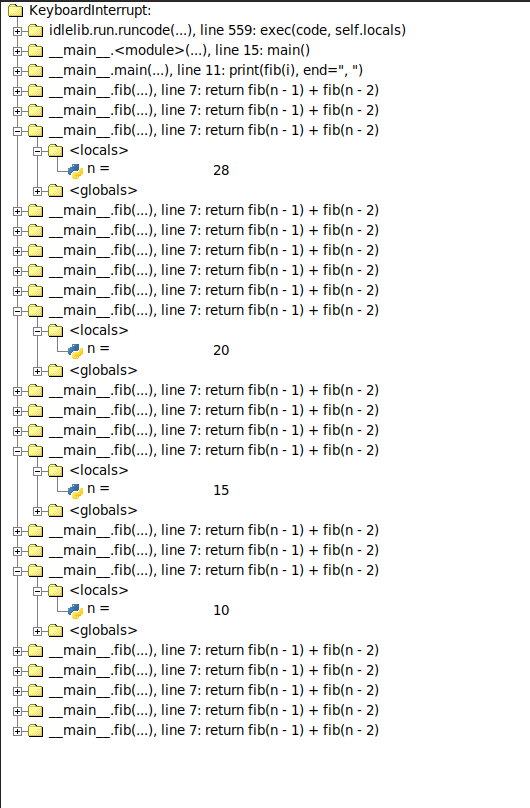 KeyboardInterrupt:
idlelib.run.runcode(...), line 559: exec(code, self.locals)
__main__.<module>(...), line 15: main()
__main__.main(...), line 11: print(fib(i), end=", ")
__main__.fib(...), line 7: return fib(n - 1) + fib(n - 2)
__main__.fib(...), line 7: return fib(n - 1) + fib(n - 2)
<locals>
n = 28
<globals>
__main__.fib(...), line 7: return fib(n - 1) + fib(n - 2)
__main__.fib(...), line 7: return fib(n - 1) + fib(n - 2)
__main__.fib(...), line 7: return fib(n - 1) + fib(n - 2)
__main__.fib(...), line 7: return fib(n - 1) + fib(n - 2)
__main__.fib(...), line 7: return fib(n - 1) + fib(n - 2)
__main__.fib(...), line 7: return fib(n - 1) + fib(n - 2)
<locals>
n = 20
<globals>
__main__.fib(...), line 7: return fib(n - 1) + fib(n - 2)
__main__.fib(...), line 7: return fib(n - 1) + fib(n - 2)
__main__.fib(...), line 7: return fib(n - 1) + fib(n - 2)
__main__.fib(...), line 7: return fib(n - 1) + fib(n - 2)
<locals>
n = 15
<globals>
__main__.fib(...), line 7: return fib(n - 1) + fib(n - 2)
__main__.fib(...), line 7: return fib(n - 1) + fib(n - 2)
__main__.fib(...), line 7: return fib(n - 1) + fib(n - 2)
<locals>
n = 10
<globals>
__main__.fib(...), line 7: return fib(n - 1) + fib(n - 2)
__main__.fib(...), line 7: return fib(n - 1) + fib(n - 2)
__main__.fib(...), line 7: return fib(n - 1) + fib(n - 2)
__main__.fib(...), line 7: return fib(n - 1) + fib(n - 2)
__main__.fib(...), line 7: return fib(n - 1) + fib(n - 2)